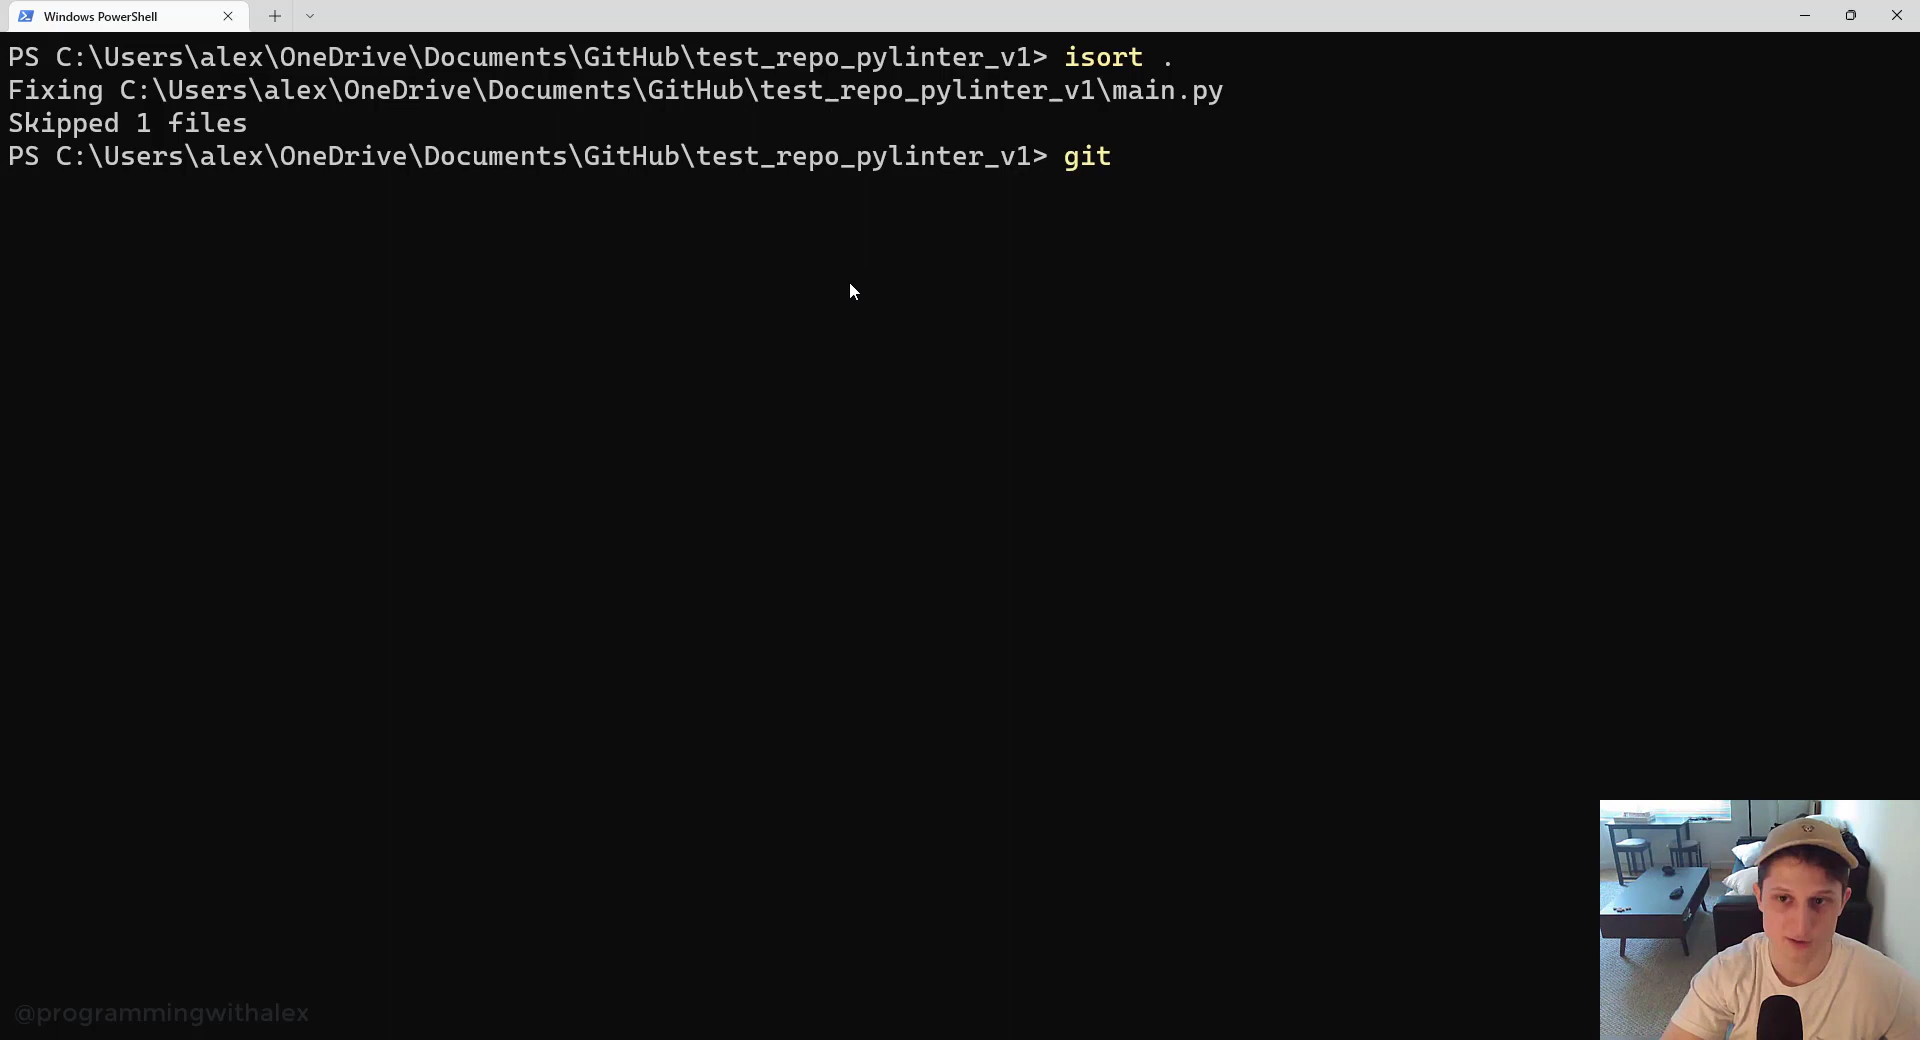 Windows PowerShell
PS C:\Users\alex\OneDrive\Documents\GitHub\test_repo_pylinter_v1> isort .
Fixing C:\Users\alex\OneDrive\Documents\GitHub\test_repo_pylinter_v1\main.py
Skipped 1 files
PS C:\Users\alex\OneDrive\Documents\GitHub\test_repo_pylinter_v1> git
@programmingwithalex